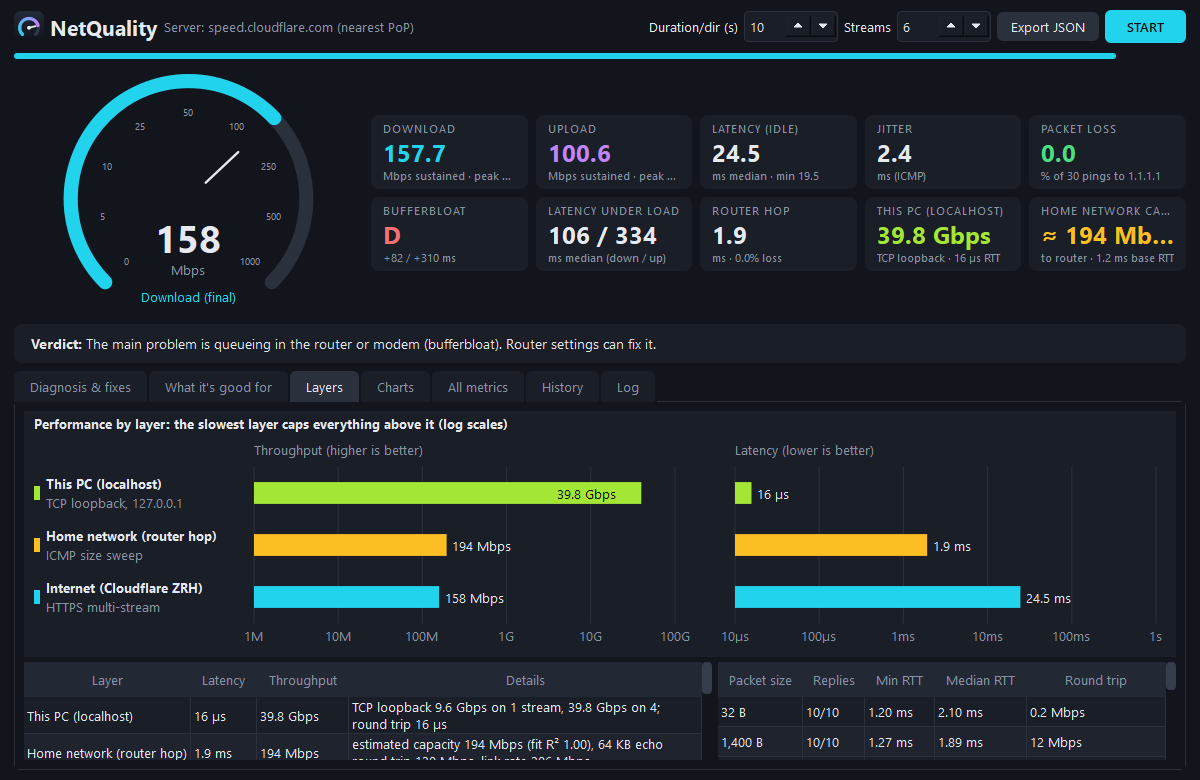 NetQuality Server: speed.cloudflare.com (nearest PoP) Duration/dir (s) 10 Streams 6 Export JSON START
50
25 100
10 250
5 500
0 1000
158
Mbps
Download (final)
DOWNLOAD
157.7
Mbps sustained · peak ...
UPLOAD
100.6
Mbps sustained · peak ...
LATENCY (IDLE)
24.5
ms median · min 19.5
JITTER
2.4
ms (ICMP)
PACKET LOSS
0.0
% of 30 pings to 1.1.1.1
BUFFERBLOAT
D
+82 / +310 ms
LATENCY UNDER LOAD
106 / 334
ms median (down / up)
ROUTER HOP
1.9
ms · 0.0% loss
THIS PC (LOCALHOST)
39.8 Gbps
TCP loopback · 16 µs RTT
HOME NETWORK CA...
≈ 194 Mb...
to router · 1.2 ms base RTT
Verdict: The main problem is queueing in the router or modem (bufferbloat). Router settings can fix it.
Diagnosis & fixes What it's good for Layers Charts All metrics History Log
Performance by layer: the slowest layer caps everything above it (log scales)
Throughput (higher is better) Latency (lower is better)
This PC (localhost)
TCP loopback, 127.0.0.1
39.8 Gbps 16 µs
Home network (router hop)
ICMP size sweep
194 Mbps 1.9 ms
Internet (Cloudflare ZRH)
HTTPS multi-stream
158 Mbps 24.5 ms
1M 10M 100M 1G 10G 100G 10µs 100µs 1ms 10ms 100ms 1s
Layer Latency Throughput Details
This PC (localhost) 16 µs 39.8 Gbps TCP loopback 9.6 Gbps on 1 stream, 39.8 Gbps on 4;
round trip 16 µs
Home network (router hop) 1.9 ms 194 Mbps estimated capacity 194 Mbps (fit R² 1.00), 64 KB echo
Packet size Replies Min RTT Median RTT Round trip
32 B 10/10 1.20 ms 2.10 ms 0.2 Mbps
1,400 B 10/10 1.27 ms 1.89 ms 12 Mbps